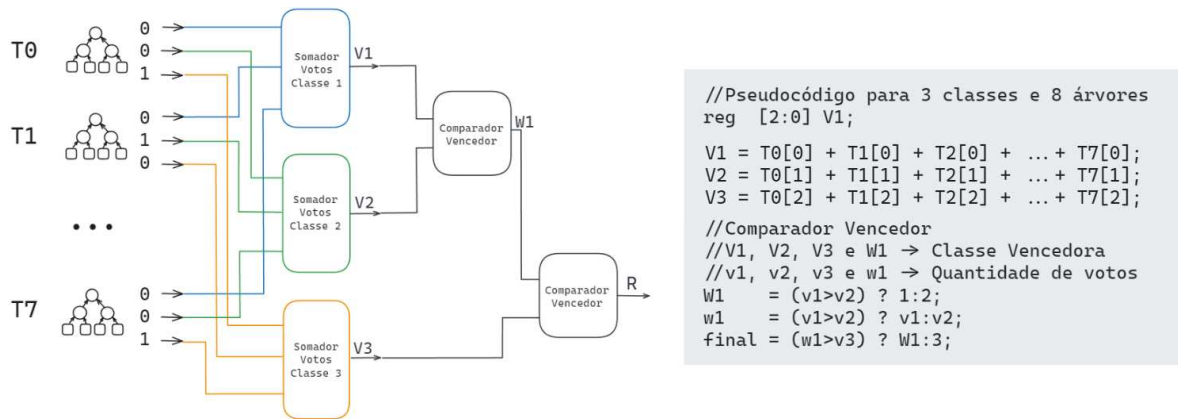 T0
0
0
1
T1
0
1
0
...
T7
0
0
1
Somador
Votos
Classe 1
V1
Somador
Votos
Classe 2
V2
Somador
Votos
Classe 3
V3
Comparador
Vencedor
W1
Comparador
Vencedor
R
//Pseudocódigo para 3 classes e 8 árvores
reg [2:0] V1;
V1 = T0[0] + T1[0] + T2[0] + ...+ T7[0];
V2 = T0[1] + T1[1] + T2[1] + ...+ T7[1];
V3 = T0[2] + T1[2] + T2[2] + ...+ T7[2];
//Comparador Vencedor
//V1, V2, V3 e W1 → Classe Vencedora
//v1, v2, v3 e w1 → Quantidade de votos
W1 = (v1>v2) ? 1:2;
w1 = (v1>v2) ? v1:v2;
final = (w1>v3) ? W1:3;